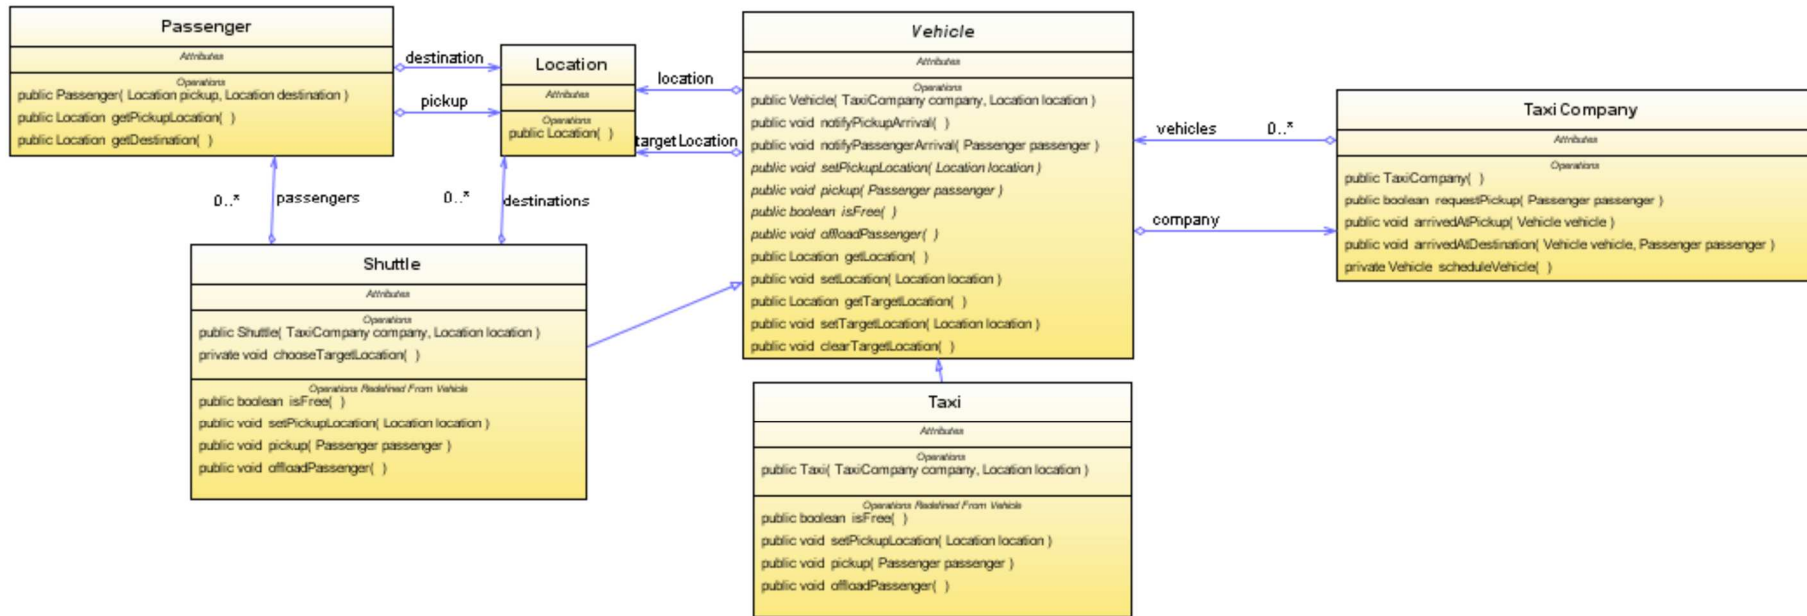 Passenger
Attributes
Operations
public Passenger( Location pickup, Location destination )
public Location getPickupLocation( )
public Location getDestination( )
destination
pickup
Location
Attributes
Operations
public Location( )
location
targetLocation
Vehicle
Attributes
Operations
public Vehicle( TaxiCompany company, Location location )
public void notifyPickupArrival( )
public void notifyPassengerArrival( Passenger passenger )
public void setPickupLocation( Location location )
public void pickup( Passenger passenger )
public boolean isFree( )
public void offloadPassenger( )
public Location getLocation( )
public void setLocation( Location location )
public Location getTargetLocation( )
public void setTargetLocation( Location location )
public void clearTargetLocation( )
vehicles 0..*
company
TaxiCompany
Attributes
Operations
public TaxiCompany( )
public boolean requestPickup( Passenger passenger )
public void arrivedAtPickup( Vehicle vehicle )
public void arrivedAtDestination( Vehicle vehicle, Passenger passenger )
private Vehicle scheduleVehicle( )
0..* passengers
0..* destinations
Shuttle
Attributes
Operations
public Shuttle( TaxiCompany company, Location location )
private void chooseTargetLocation( )
Operations Redefined From Vehicle
public boolean isFree( )
public void setPickupLocation( Location location )
public void pickup( Passenger passenger )
public void offloadPassenger( )
Taxi
Attributes
Operations
public Taxi( TaxiCompany company, Location location )
Operations Redefined From Vehicle
public boolean isFree( )
public void setPickupLocation( Location location )
public void pickup( Passenger passenger )
public void offloadPassenger( )